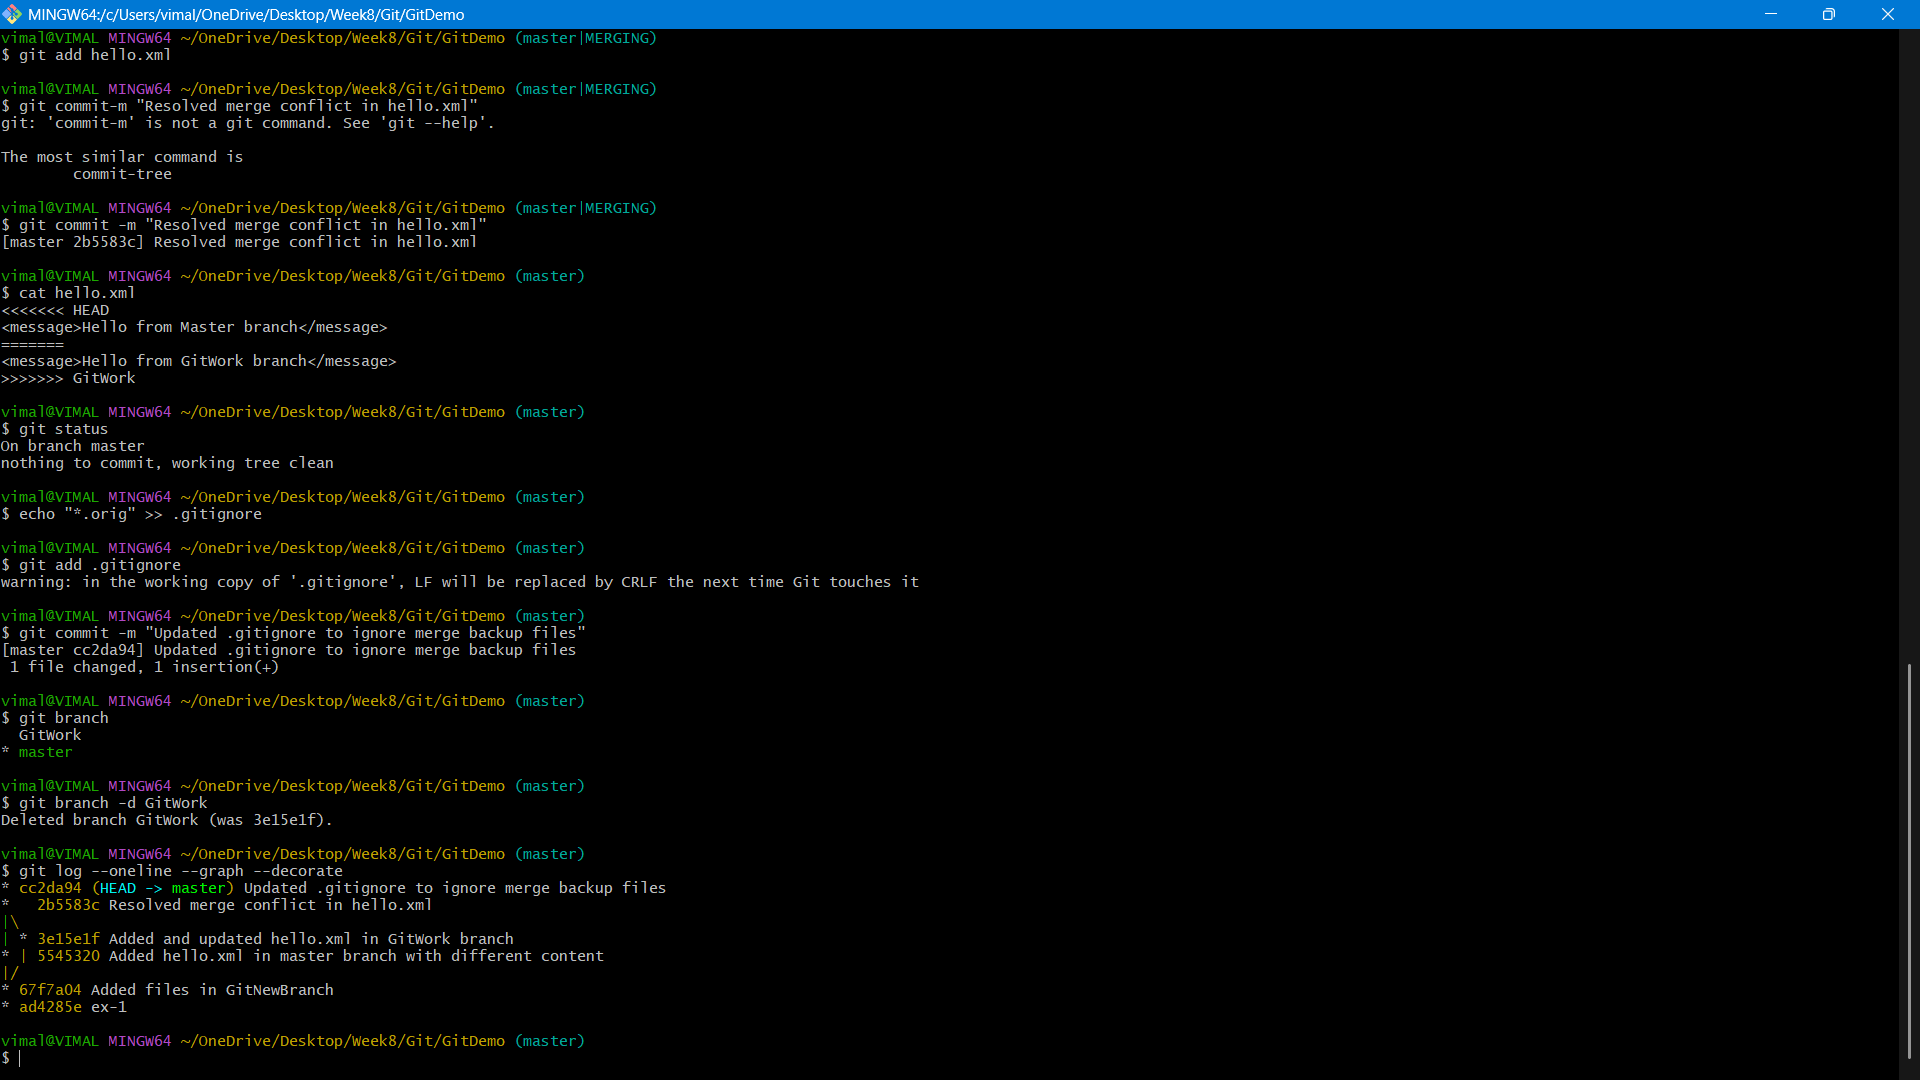 MINGW64:/c/Users/vimal/OneDrive/Desktop/Week8/Git/GitDemo
vimal@VIMAL MINGW64 ~/OneDrive/Desktop/Week8/Git/GitDemo (master|MERGING)
$ git add hello.xml
vimal@VIMAL MINGW64 ~/OneDrive/Desktop/Week8/Git/GitDemo (master|MERGING)
$ git commit-m "Resolved merge conflict in hello.xml"
git: 'commit-m' is not a git command. See 'git --help'.
The most similar command is
        commit-tree
vimal@VIMAL MINGW64 ~/OneDrive/Desktop/Week8/Git/GitDemo (master|MERGING)
$ git commit -m "Resolved merge conflict in hello.xml"
[master 2b5583c] Resolved merge conflict in hello.xml
vimal@VIMAL MINGW64 ~/OneDrive/Desktop/Week8/Git/GitDemo (master)
$ cat hello.xml
<<<<<<< HEAD
<message>Hello from Master branch</message>
=======
<message>Hello from GitWork branch</message>
>>>>>>> GitWork
vimal@VIMAL MINGW64 ~/OneDrive/Desktop/Week8/Git/GitDemo (master)
$ git status
On branch master
nothing to commit, working tree clean
vimal@VIMAL MINGW64 ~/OneDrive/Desktop/Week8/Git/GitDemo (master)
$ echo "*.orig" >> .gitignore
vimal@VIMAL MINGW64 ~/OneDrive/Desktop/Week8/Git/GitDemo (master)
$ git add .gitignore
warning: in the working copy of '.gitignore', LF will be replaced by CRLF the next time Git touches it
vimal@VIMAL MINGW64 ~/OneDrive/Desktop/Week8/Git/GitDemo (master)
$ git commit -m "Updated .gitignore to ignore merge backup files"
[master cc2da94] Updated .gitignore to ignore merge backup files
 1 file changed, 1 insertion(+)
vimal@VIMAL MINGW64 ~/OneDrive/Desktop/Week8/Git/GitDemo (master)
$ git branch
  GitWork
* master
vimal@VIMAL MINGW64 ~/OneDrive/Desktop/Week8/Git/GitDemo (master)
$ git branch -d GitWork
Deleted branch GitWork (was 3e15e1f).
vimal@VIMAL MINGW64 ~/OneDrive/Desktop/Week8/Git/GitDemo (master)
$ git log --oneline --graph --decorate
* cc2da94 (HEAD -> master) Updated .gitignore to ignore merge backup files
*   2b5583c Resolved merge conflict in hello.xml
|\
| * 3e15e1f Added and updated hello.xml in GitWork branch
* | 5545320 Added hello.xml in master branch with different content
|/
* 67f7a04 Added files in GitNewBranch
* ad4285e ex-1
vimal@VIMAL MINGW64 ~/OneDrive/Desktop/Week8/Git/GitDemo (master)
$